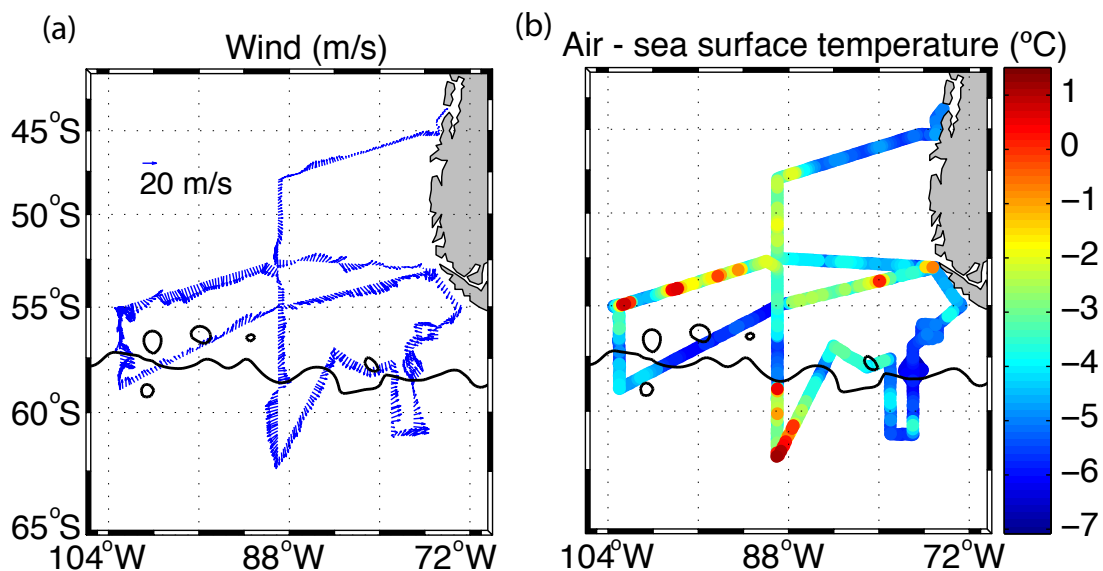 (a)
Wind (m/s)
45°S
50°S
55°S
60°S
65°S
20 m/s
104°W
88°W
72°W
(b)
Air - sea surface temperature (ºC)
104°W
88°W
72°W
1
0
−1
−2
−3
−4
−5
−6
−7